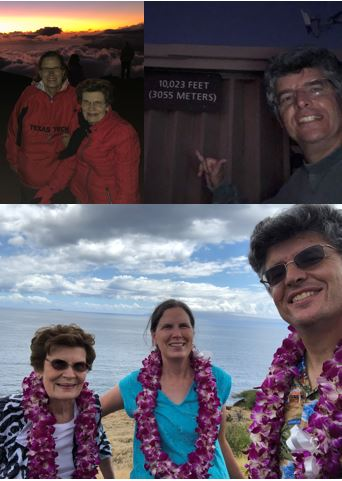 TEXAS TECH
10,023 FEET
(3055 METERS)